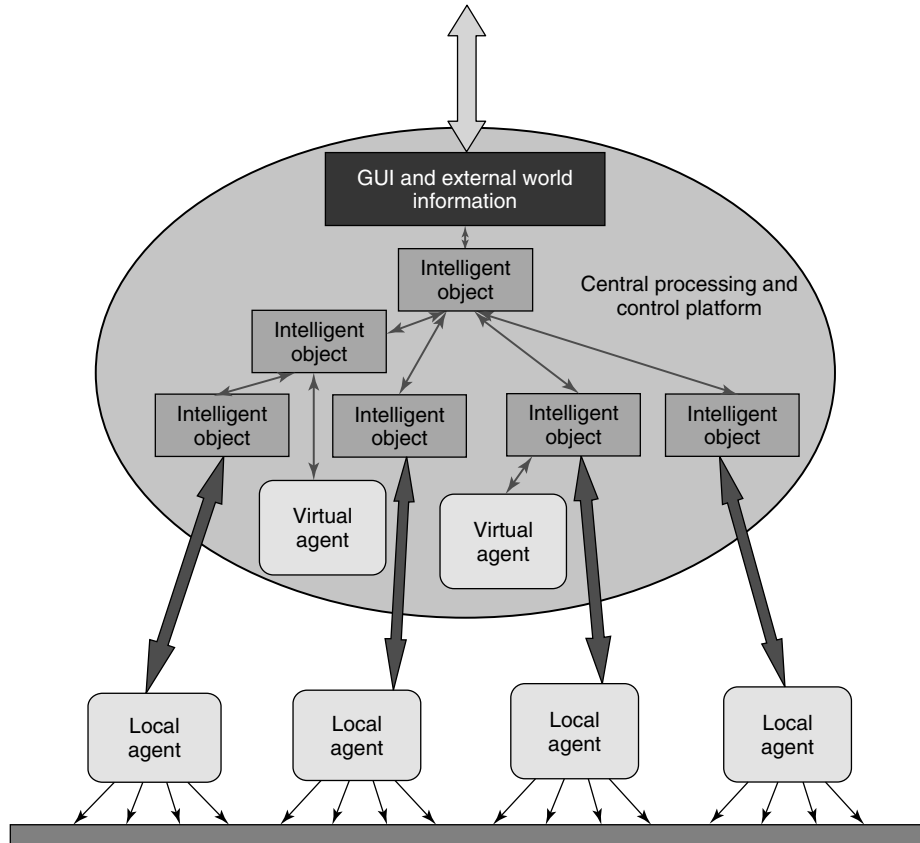 GUI and external world
information
Intelligent
object
Central processing and
control platform
Intelligent
object
Intelligent
object
Intelligent
object
Intelligent
object
Intelligent
object
Virtual
agent
Virtual
agent
Local
agent
Local
agent
Local
agent
Local
agent